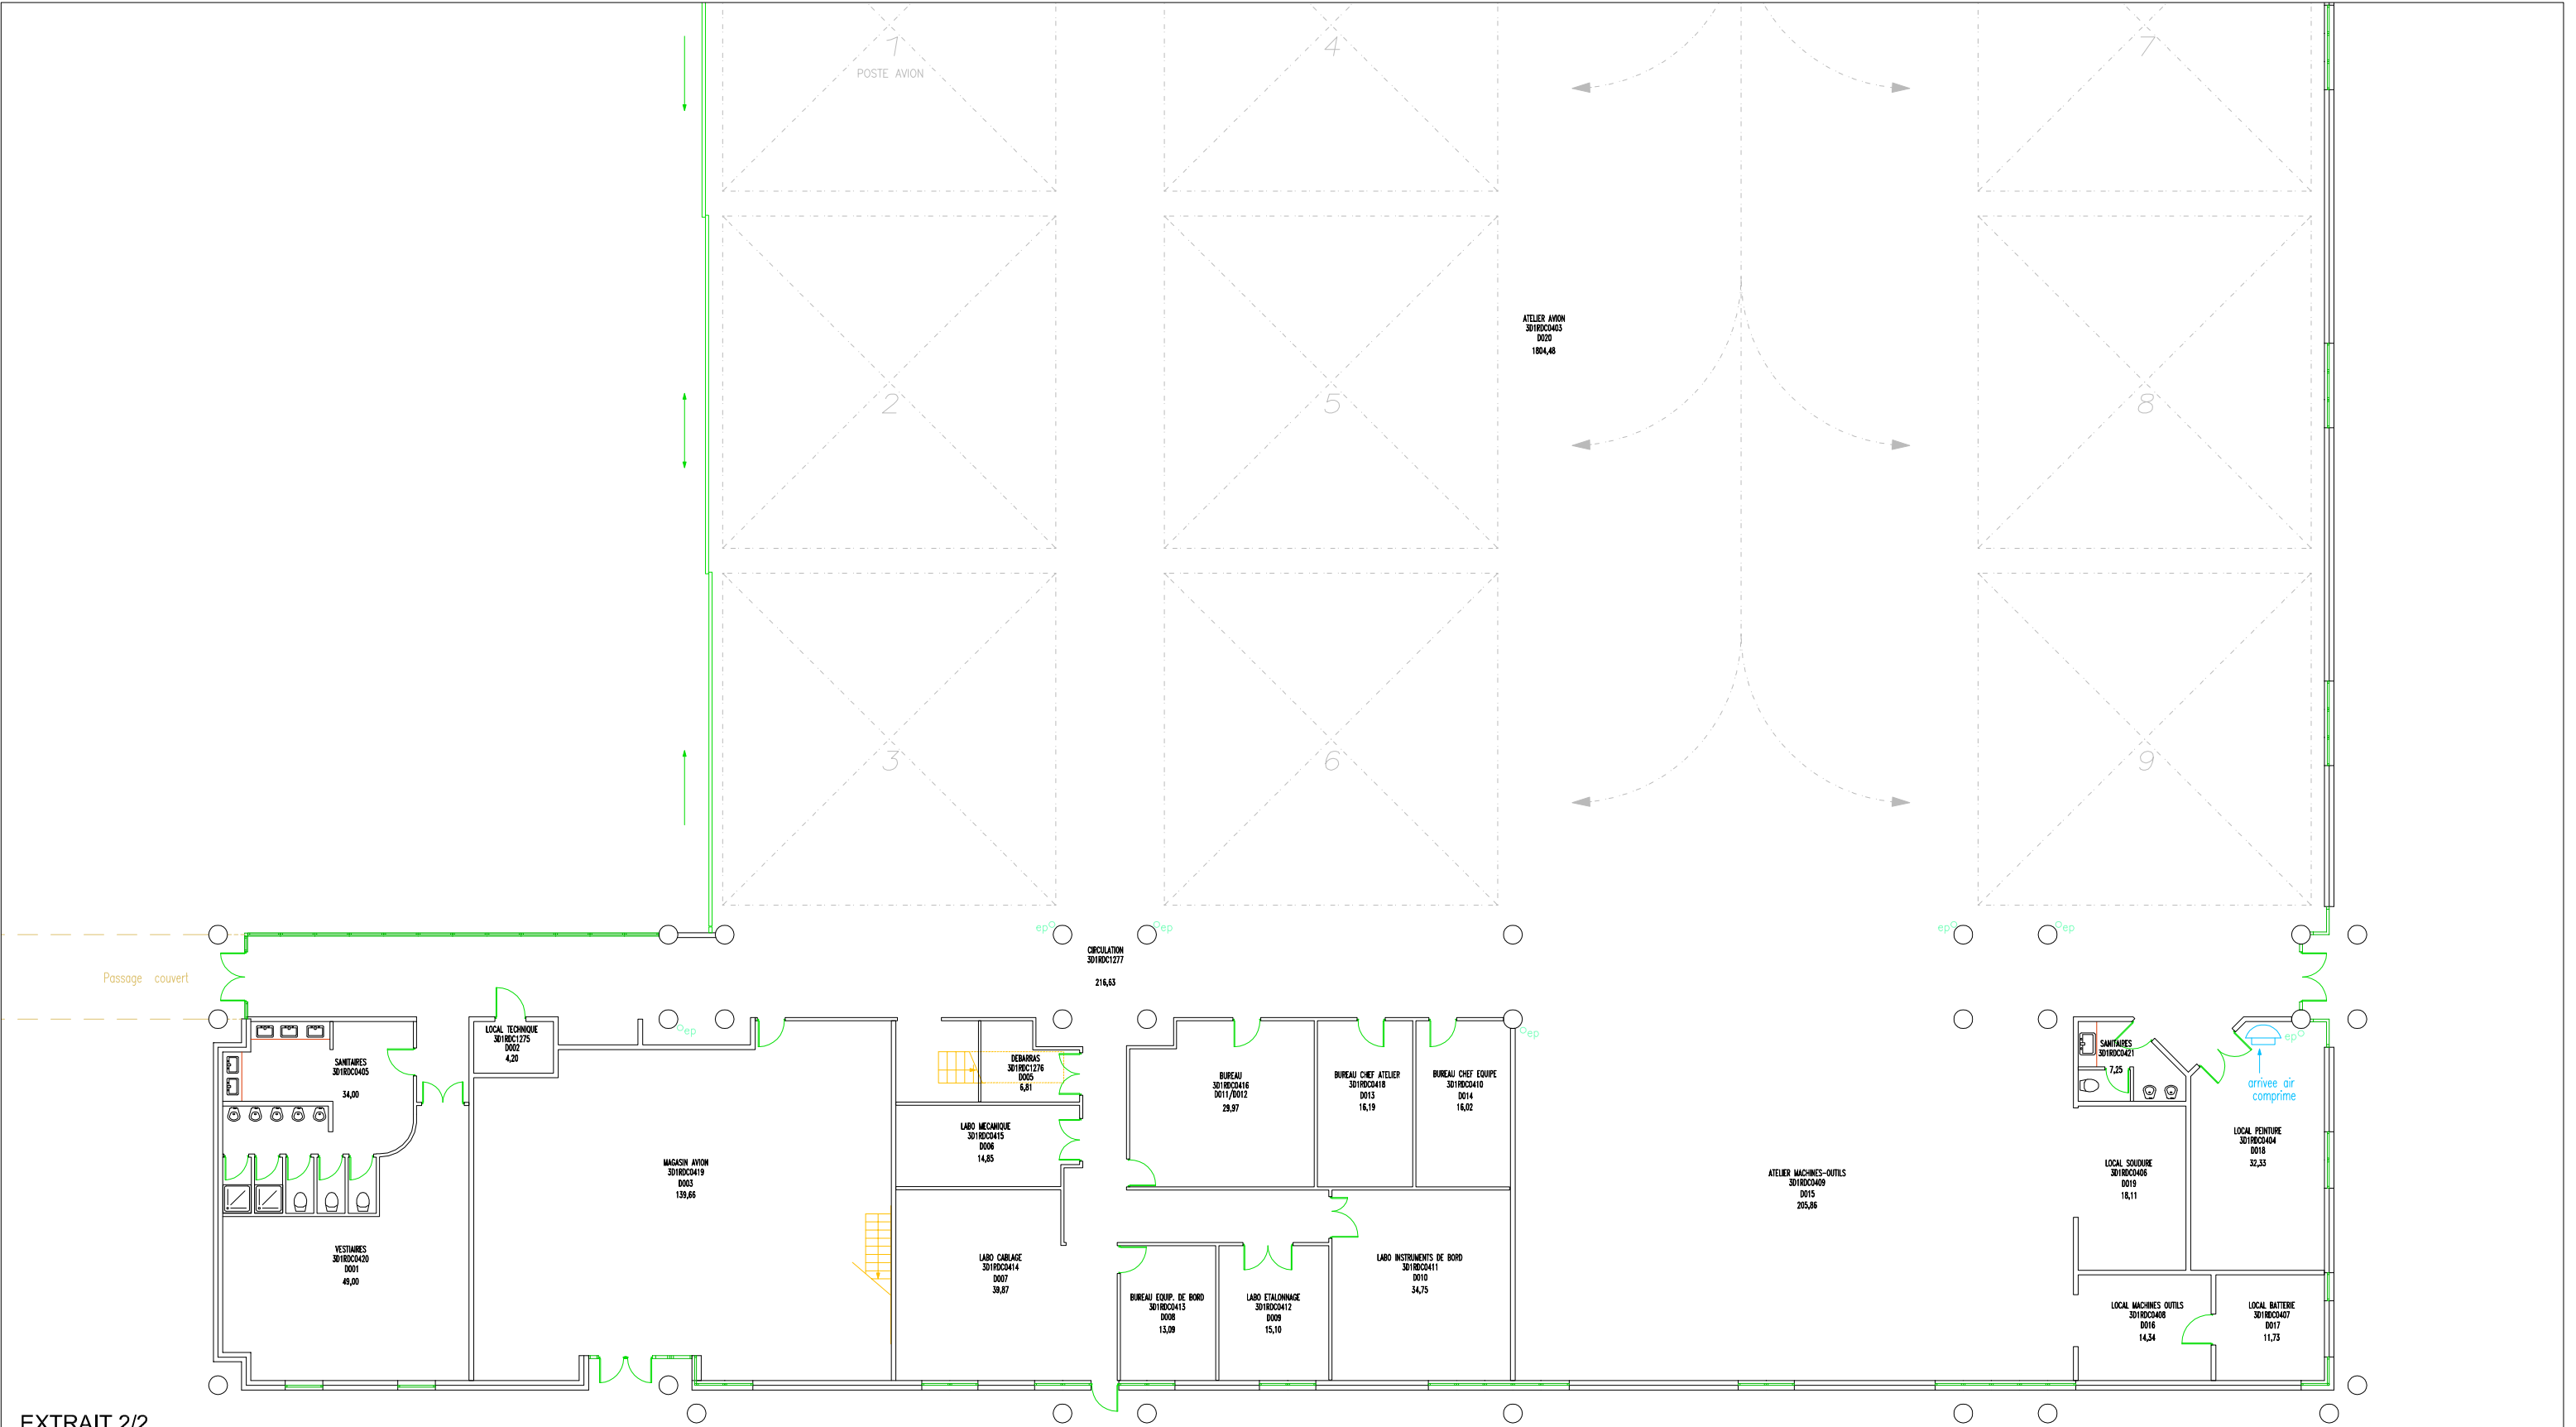 1
POSTE AVION
4
7
ATELIER AVION
3D1RDC0403
D020
1804,48
2
5
8
3
6
9
ep
ep
ep
ep
CIRCULATION
3D1RDC1277
216,63
Passage couvert
LOCAL TECHNIQUE
3D1RDC1275
D002
4,20
ep
ep
ep
SANITAIRES
3D1RDC0405
34,00
DEBARRAS
3D1RDC1276
D005
6,81
BUREAU
3D1RDC0416
D011/D012
29,97
BUREAU CHEF ATELIER
3D1RDC0418
D013
16,19
BUREAU CHEF EQUIPE
3D1RDC0410
D014
16,02
SANITAIRES
3D1RDC0421
7,25
arrivee air
comprime
LABO MECANIQUE
3D1RDC0415
D006
14,85
MAGASIN AVION
3D1RDC0419
D003
139,66
ATELIER MACHINES-OUTILS
3D1RDC0409
D015
205,86
LOCAL PEINTURE
3D1RDC0404
D018
32,33
LOCAL SOUDURE
3D1RDC0406
D019
18,11
VESTIAIRES
3D1RDC0420
D001
49,00
LABO CABLAGE
3D1RDC0414
D007
39,87
LABO INSTRUMENTS DE BORD
3D1RDC0411
D010
34,75
BUREAU EQUIP. DE BORD
3D1RDC0413
D008
13,09
LABO ETALONNAGE
3D1RDC0412
D009
15,10
LOCAL MACHINES OUTILS
3D1RDC0408
D016
14,34
LOCAL BATTERIE
3D1RDC0407
D017
11,73
EXTRAIT 2/2